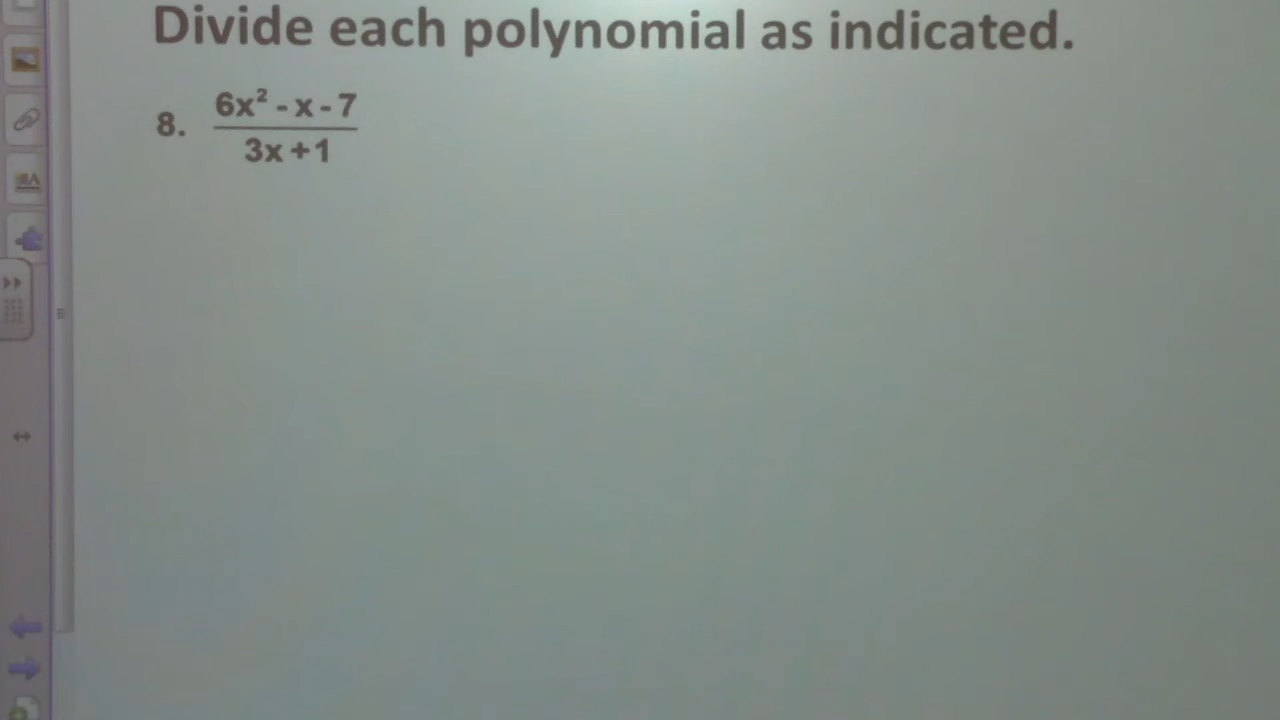 Divide each polynomial as indicated.
8. 6x² - x - 7
3x + 1